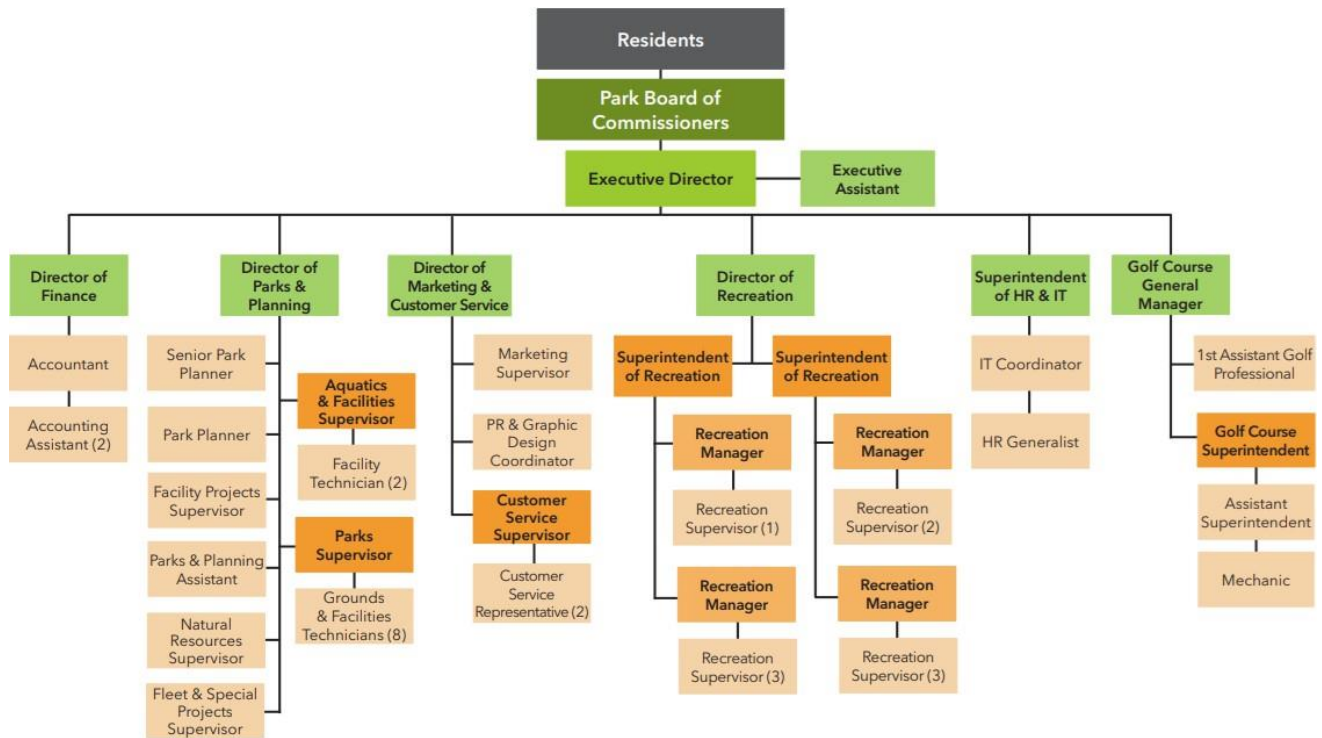 Residents
Park Board of
Commissioners
Executive Director
Executive
Assistant
Director of
Finance
Accountant
Accounting
Assistant (2)
Director of
Parks &
Planning
Senior Park
Planner
Park Planner
Facility Projects
Supervisor
Parks & Planning
Assistant
Natural
Resources
Supervisor
Fleet & Special
Projects
Supervisor
Aquatics
& Facilities
Supervisor
Facility
Technician (2)
Parks
Supervisor
Grounds
& Facilities
Technicians (8)
Director of
Marketing &
Customer Service
Marketing
Supervisor
PR & Graphic
Design
Coordinator
Customer
Service
Supervisor
Customer
Service
Representative (2)
Director of
Recreation
Superintendent
of Recreation
Recreation
Manager
Recreation
Supervisor (1)
Recreation
Manager
Recreation
Supervisor (3)
Superintendent
of Recreation
Recreation
Manager
Recreation
Supervisor (2)
Recreation
Manager
Recreation
Supervisor (3)
Superintendent
of HR & IT
IT Coordinator
HR Generalist
Golf Course
General
Manager
1st Assistant Golf
Professional
Golf Course
Superintendent
Assistant
Superintendent
Mechanic